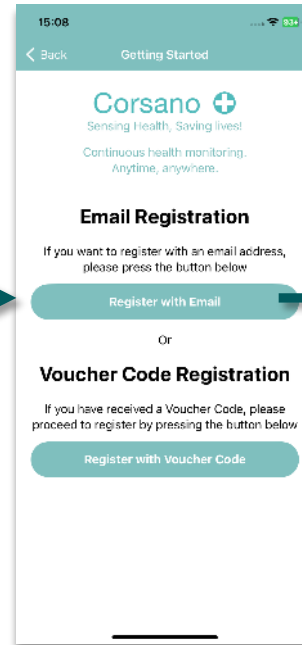 15:08
Back Getting Started
Corsano
Sensing Health, Saving lives!
Continuous health monitoring.
Anytime, anywhere.
Email Registration
If you want to register with an email address,
please press the button below
Register with Email
Or
Voucher Code Registration
If you have received a Voucher Code, please
proceed to register by pressing the button below
Register with Voucher Code